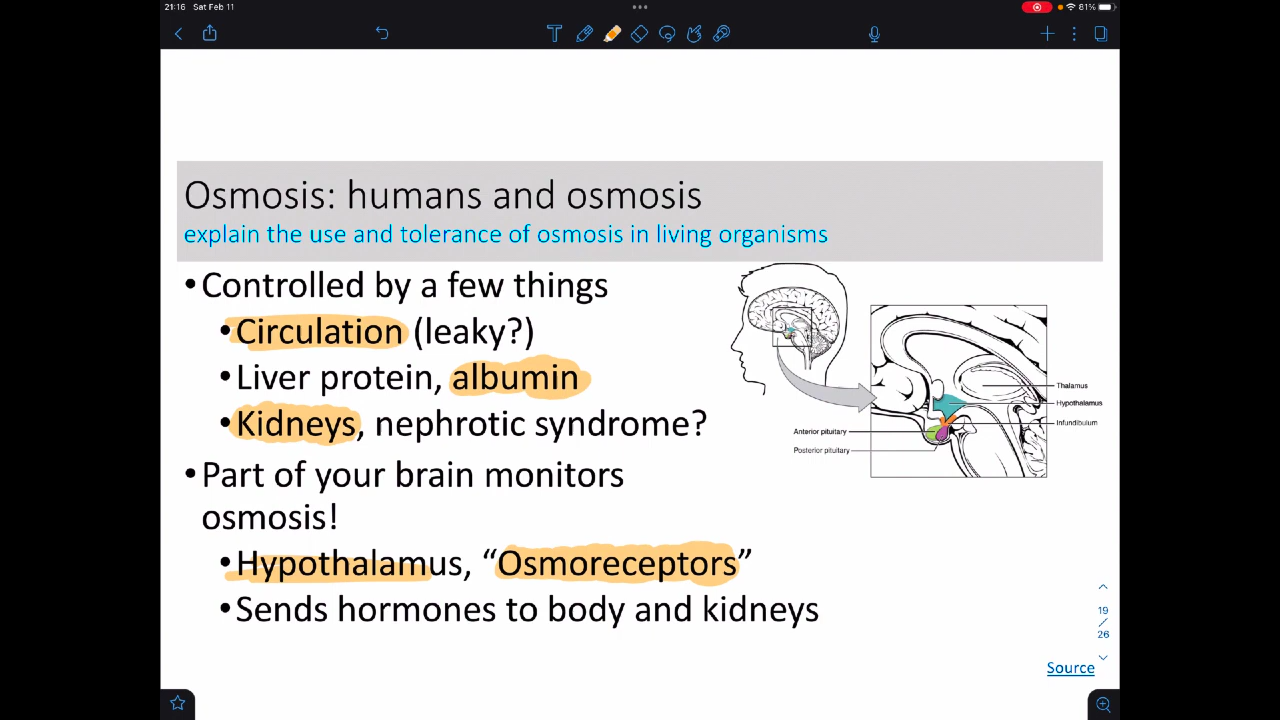 21:16 Sat Feb 11
81%
Osmosis: humans and osmosis
explain the use and tolerance of osmosis in living organisms
•Controlled by a few things
•Circulation (leaky?)
•Liver protein, albumin
•Kidneys, nephrotic syndrome?
•Part of your brain monitors
osmosis!
•Hypothalamus, “Osmoreceptors”
•Sends hormones to body and kidneys
Thalamus
Hypothalamus
Infundibulum
Anterior pituitary
Posterior pituitary
19
/
26
Source